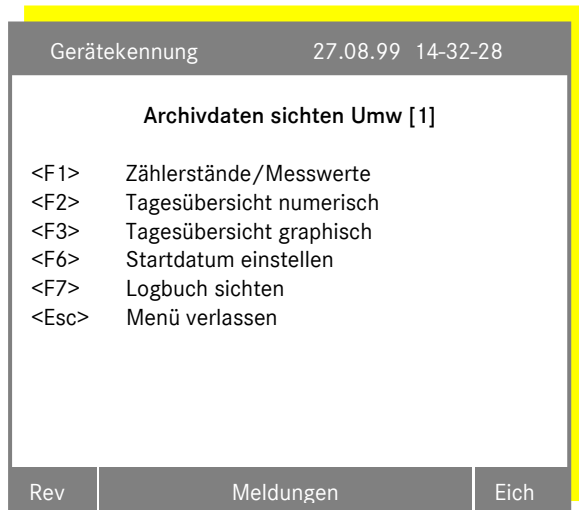 Gerätekennung 27.08.99 14-32-28
Archivdaten sichten Umw [1]
<F1> Zählerstände/Messwerte
<F2> Tagesübersicht numerisch
<F3> Tagesübersicht graphisch
<F6> Startdatum einstellen
<F7> Logbuch sichten
<Esc> Menü verlassen
Rev Meldungen Eich